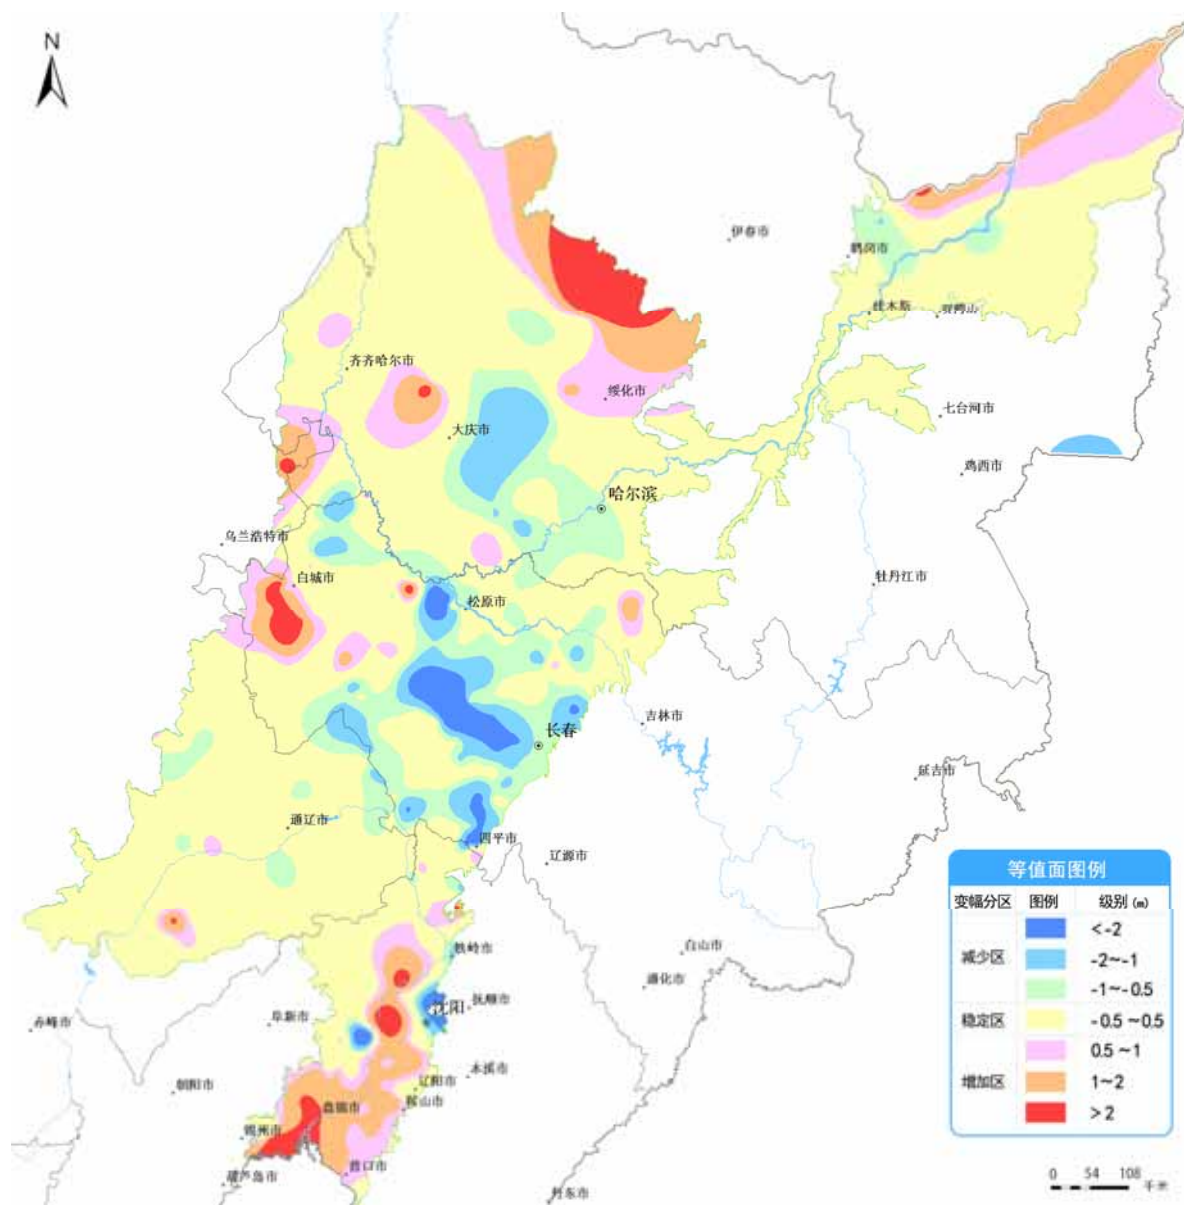 N
伊春市
鹤岗市
佳木斯
双鸭山
齐齐哈尔市
绥化市
七台河市
大庆市
鸡西市
哈尔滨
乌兰浩特市
白城市
牡丹江市
松原市
吉林市
长春
延吉市
通辽市
四平市
辽源市
铁岭市
白山市
通化市
沈阳
抚顺市
阜新市
赤峰市
本溪市
辽阳市
朝阳市
盘锦市
鞍山市
锦州市
营口市
葫芦岛市
丹东市
等值面图例
变幅分区 图例 级别 (m)
<-2
减少区 -2~-1
-1~-0.5
稳定区 -0.5~0.5
0.5~1
增加区 1~2
>2
0 54 108
千米